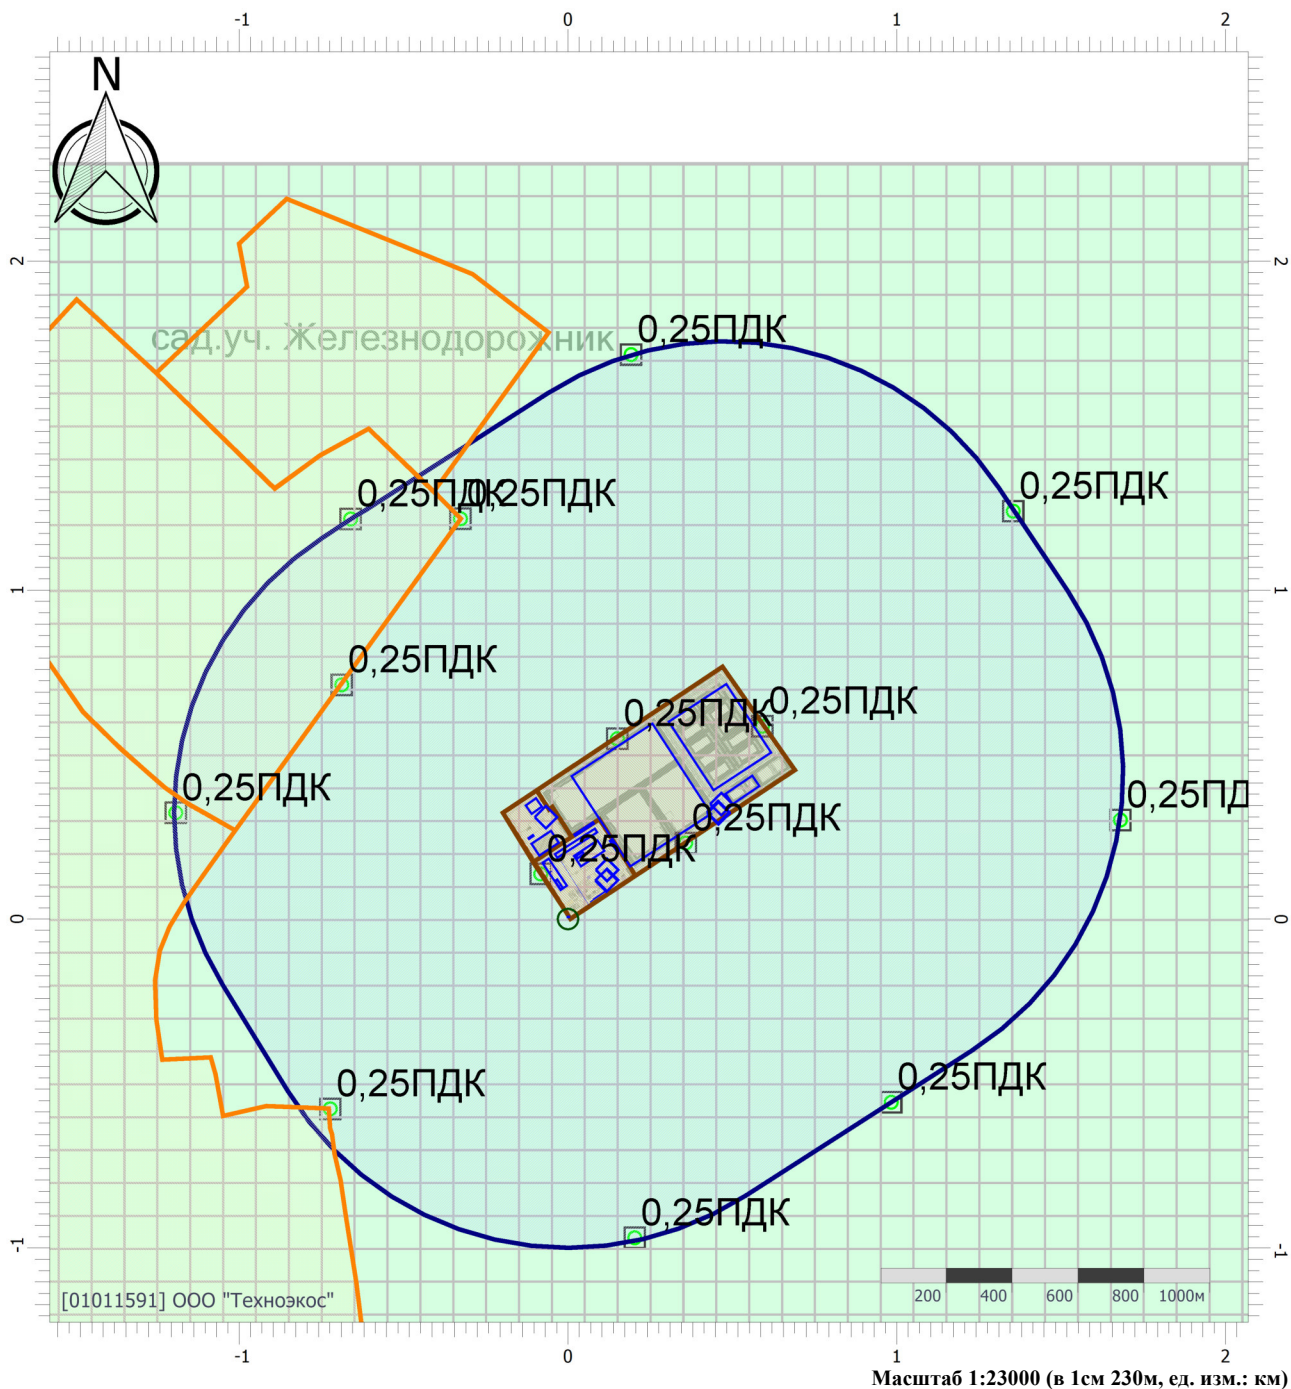 -1 0 1 2
N
2 2
сад.уч. Железнодорожник
0,25ПДК
0,25ПДК
0,25ПДК 0,25ПДК
1 1
0,25ПДК
0,25ПДК
0,25ПДК
0,25ПДК
0,25ПД
0,25ПДК
0,25ПДК
0 0
0,25ПДК
0,25ПДК
0,25ПДК
-1 -1
200 400 600 800 1000м
[01011591] ООО "Техноэкос"
-1 0 1 2
Масштаб 1:23000 (в 1см 230м, ед. изм.: км)